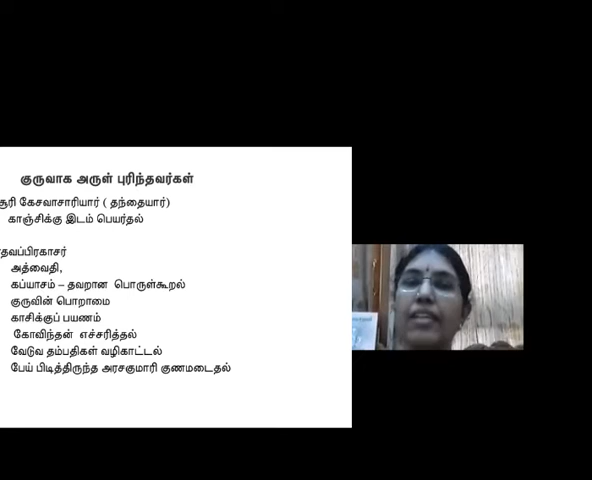 குருவாக அருள் புரிந்தவர்கள்
சூரி கேசவாசாரியார் ( தந்தையார்)
காஞ்சிக்கு இடம் பெயர்தல்
தவப்பிரகாசர்
அத்வைதி,
கப்யாசம் – தவறான பொருள்கூறல்
குருவின் பொறாமை
காசிக்குப் பயணம்
கோவிந்தன் எச்சரித்தல்
வேடுவ தம்பதிகள் வழிகாட்டல்
பேய் பிடித்திருந்த அரசகுமாரி குணமடைதல்